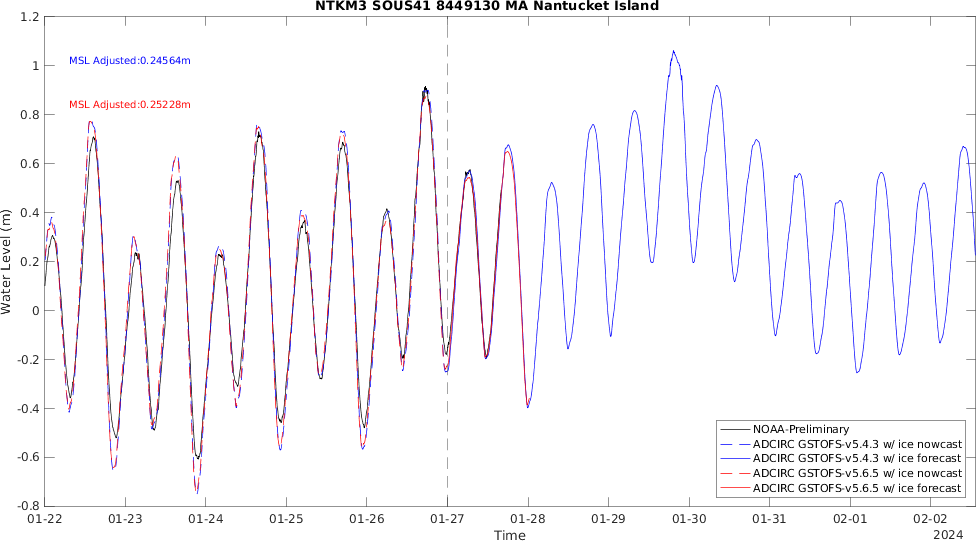 NTKM3 SOUS41 8449130 MA Nantucket Island
1.2
1
0.8
0.6
0.4
0.2
0
-0.2
-0.4
-0.6
-0.8
Water Level (m)
MSL Adjusted:0.24564m
MSL Adjusted:0.25228m
NOAA-Preliminary
ADCIRC GSTOFS-v5.4.3 w/ ice nowcast
ADCIRC GSTOFS-v5.4.3 w/ ice forecast
ADCIRC GSTOFS-v5.6.5 w/ ice nowcast
ADCIRC GSTOFS-v5.6.5 w/ ice forecast
01-22 01-23 01-24 01-25 01-26 01-27 01-28 01-29 01-30 01-31 02-01 02-02
Time
2024